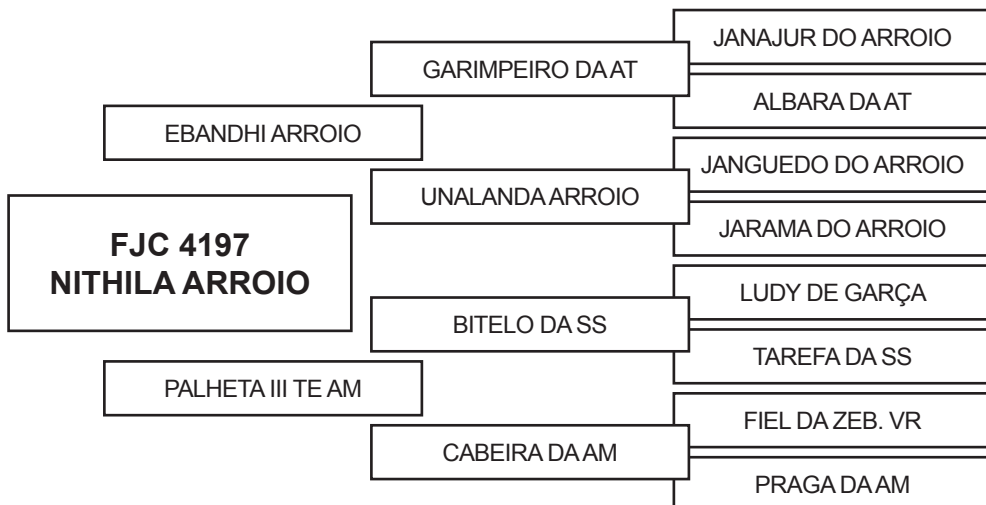 JANAJUR DO ARROIO
GARIMPEIRO DA AT
ALBARA DA AT
EBANDHI ARROIO
JANGUEDO DO ARROIO
UNALANDA ARROIO
JARAMA DO ARROIO
FJC 4197
NITHILA ARROIO
LUDY DE GARÇA
BITELO DA SS
TAREFA DA SS
PALHETA III TE AM
FIEL DA ZEB. VR
CABEIRA DA AM
PRAGA DA AM